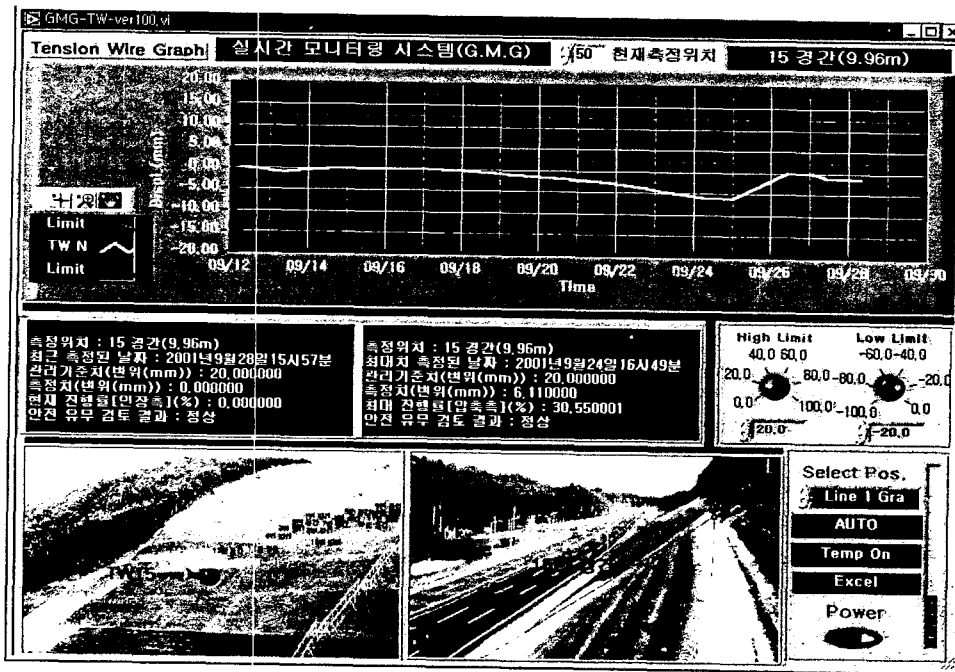 GMG-TW-ver100.vi
Tension Wire Graph 실시간 모니터링 시스템(G.M.G) 50 현재측정위치 15 경간(9.96m)
20.00
15.00
10.00
5.00
0.00
-5.00
-10.00
-15.00
-20.00
Displ(mm)
Limit
TW N
Limit
09/12 09/14 09/16 09/18 09/20 09/22 09/24 09/26 09/28 09/30
Time
측정위치 : 15 경간(9.96m)
최근 측정된 날짜 : 2001년9월28일15시57분
관리기준치(변위(mm)) : 20.000000
측정치(변위(mm)) : 0.000000
현재 진행률[인장측](%) : 0.000000
안전 유무 검토 결과 : 정상
측정위치 : 15 경간(9.96m)
최대치 측정된 날짜 : 2001년9월24일16시49분
관리기준치(변위(mm)) : 20.000000
측정치(변위(mm)) : 6.110000
최대 진행률[압축측](%) : 30.550001
안전 유무 검토 결과 : 정상
High Limit
40.0 60.0
20.0 80.0
0.0 100.0
20.0
Low Limit
-60.0 -40.0
-80.0 -20.0
-100.0 0.0
-20.0
Select Pos.
Line 1 Gra
AUTO
Temp On
Excel
Power